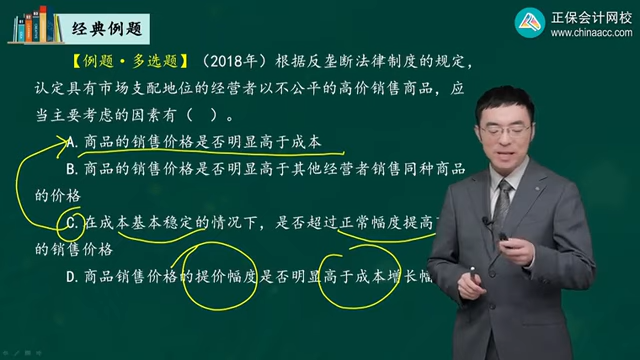 经典例题
正保会计网校
www.chinaacc.com
【例题·多选题】（2018年）根据反垄断法律制度的规定，
认定具有市场支配地位的经营者以不公平的高价销售商品，应
当主要考虑的因素有（ ）。
A. 商品的销售价格是否明显高于成本
B. 商品的销售价格是否明显高于其他经营者销售同种商品
的价格
C. 在成本基本稳定的情况下，是否超过正常幅度提高
的销售价格
D. 商品销售价格的提价幅度是否明显高于成本增长幅